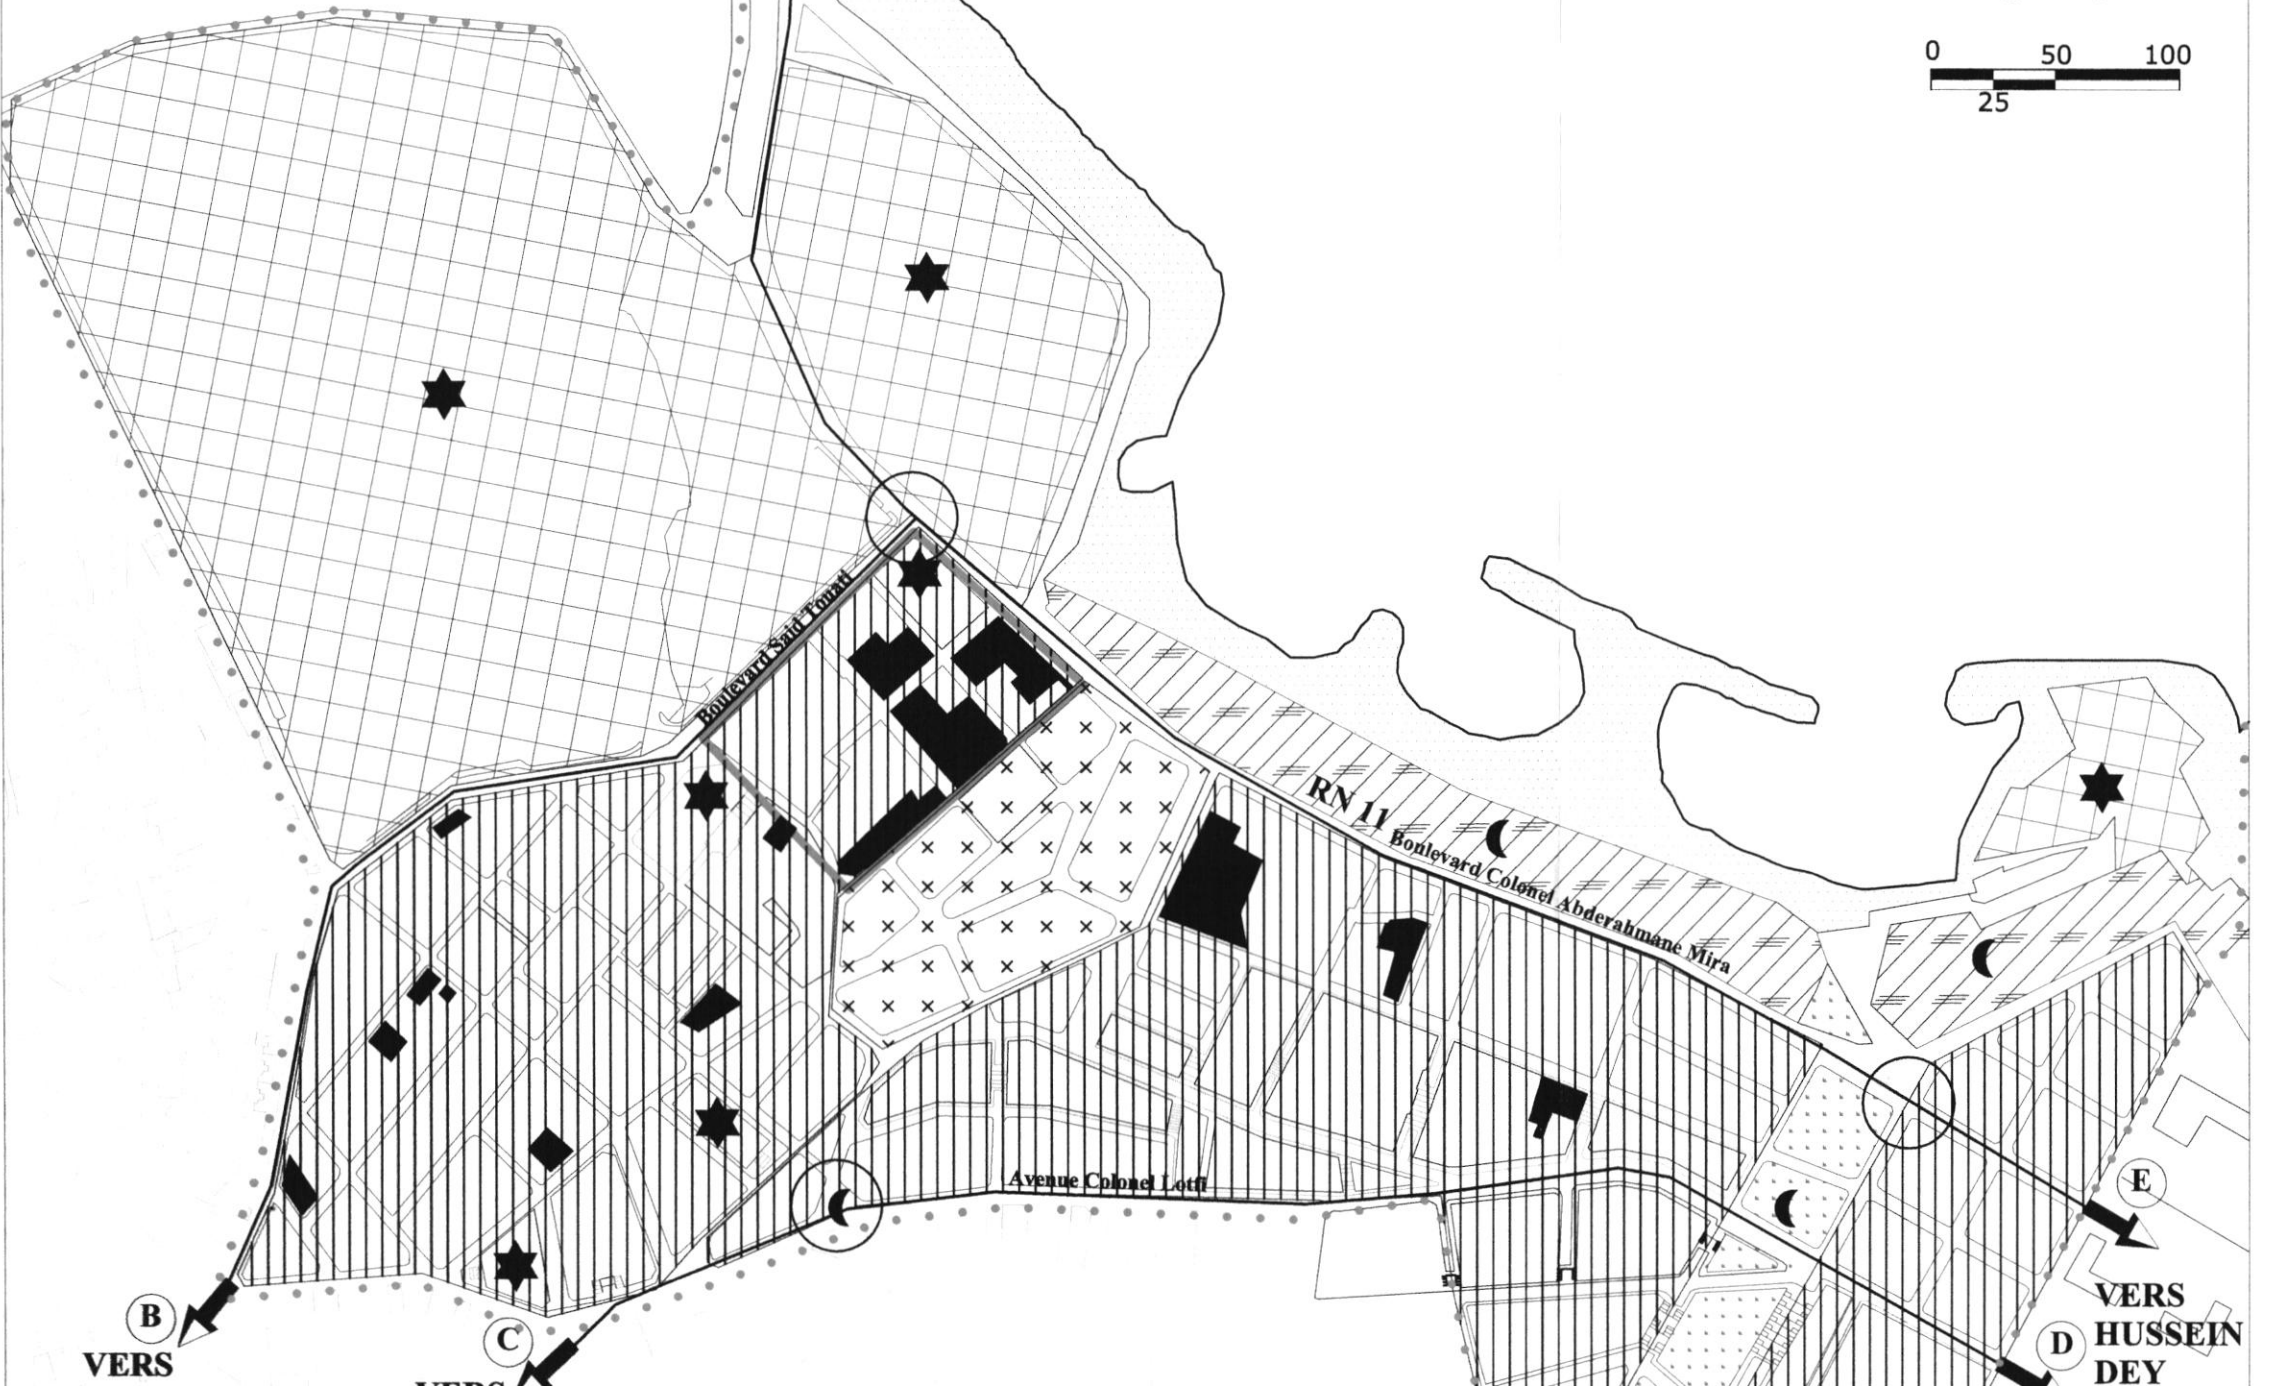 0 50 100
25
Boulevard Said Touati
RN 11
Boulevard Colonel Abderahmane Mira
Avenue Colonel Lotfi
E
B
VERS
C
VERS
D
VERS
HUSSEIN
DEY